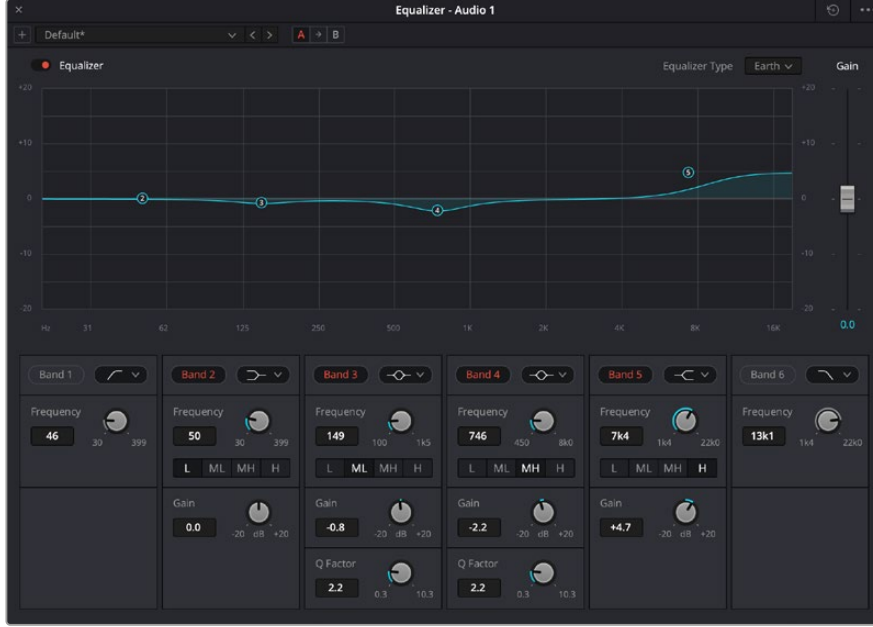 Equalizer - Audio 1
Default*
A
B
Equalizer
Equalizer Type Earth Gain
+20 +20
+10 +10
2 3 4 5
0 0
-10 -10
-20 -20
Hz 31 62 125 250 500 1K 2K 4K 8K 16K 0.0
Band 1 Band 2 Band 3 Band 4 Band 5 Band 6
Frequency Frequency Frequency Frequency Frequency Frequency
46 50 149 746 7k4 13k1
30 399 30 399 100 1k5 450 8k0 1k4 22k0 1k4 22k0
L ML MH H L ML MH H L ML MH H L ML MH H
Gain Gain Gain Gain
0.0 -0.8 -2.2 +4.7
-20 dB +20 -20 dB +20 -20 dB +20 -20 dB +20
Q Factor Q Factor
2.2 2.2
0.3 10.3 0.3 10.3